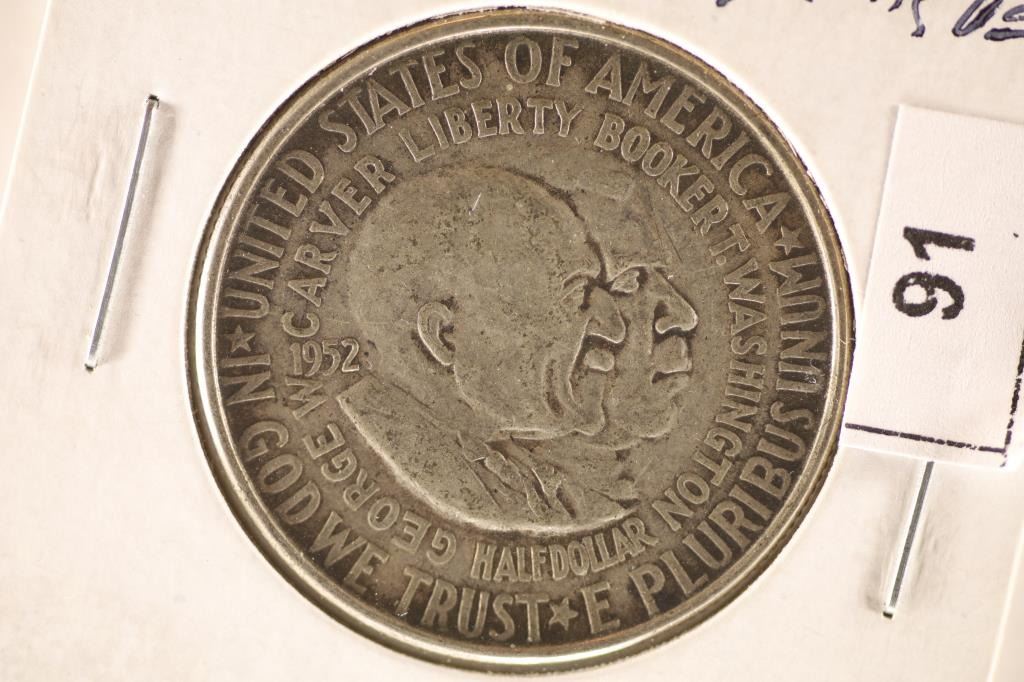 UNITED STATES OF AMERICA ★ E PLURIBUS UNUM ★ IN GOD WE TRUST ★
GEORGE W CARVER LIBERTY BOOKER T. WASHINGTON
1952
HALF DOLLAR
91